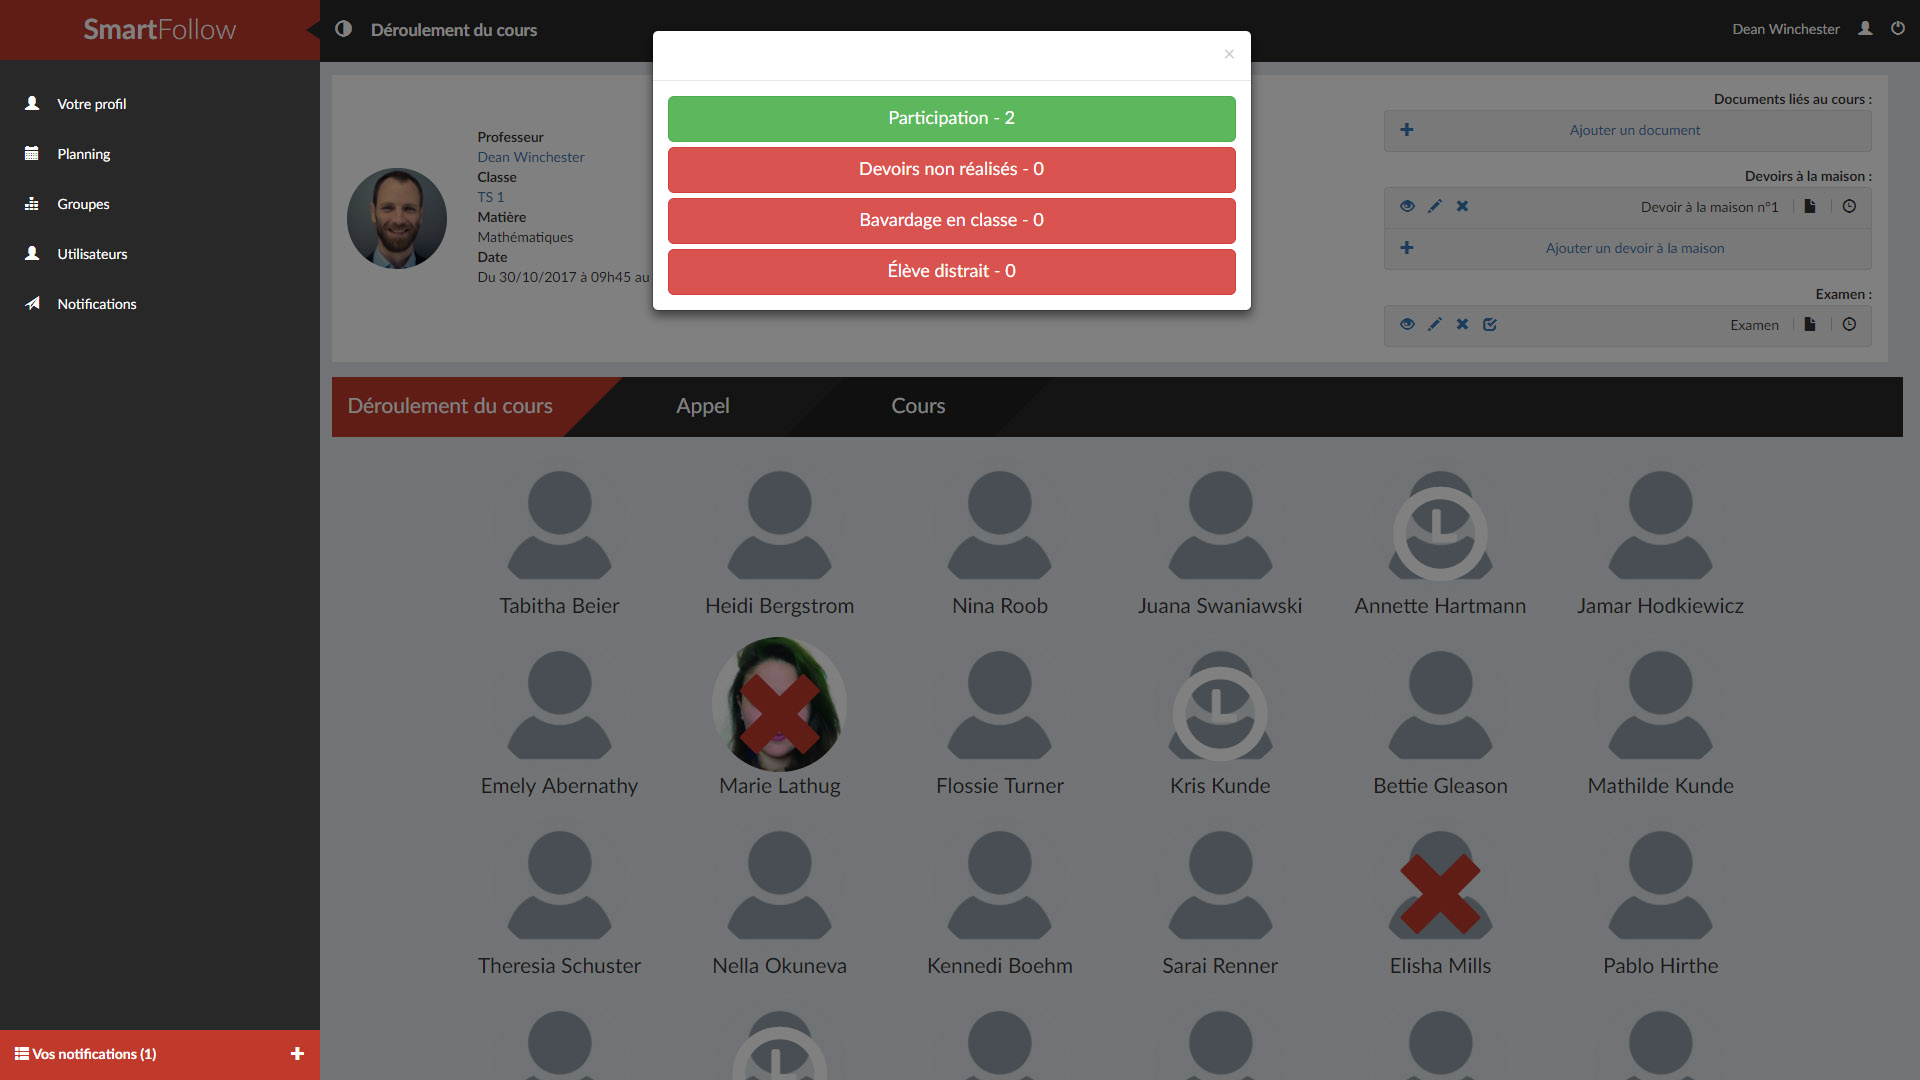 SmartFollow
Déroulement du cours
Dean Winchester
×
Votre profil
Planning
Groupes
Utilisateurs
Notifications
Participation - 2
Devoirs non réalisés - 0
Bavardage en classe - 0
Élève distrait - 0
Professeur
Dean Winchester
Classe
TS 1
Matière
Mathématiques
Date
Du 30/10/2017 à 09h45 au
Documents liés au cours :
Ajouter un document
Devoirs à la maison :
Devoir à la maison n°1
Ajouter un devoir à la maison
Examen :
Examen
Déroulement du cours Appel Cours
Tabitha Beier Heidi Bergstrom Nina Roob Juana Swaniawski Annette Hartmann Jamar Hodkiewicz
Emely Abernathy Marie Lathug Flossie Turner Kris Kunde Bettie Gleason Mathilde Kunde
Theresia Schuster Nella Okuneva Kennedi Boehm Sarai Renner Elisha Mills Pablo Hirthe
Vos notifications (1)